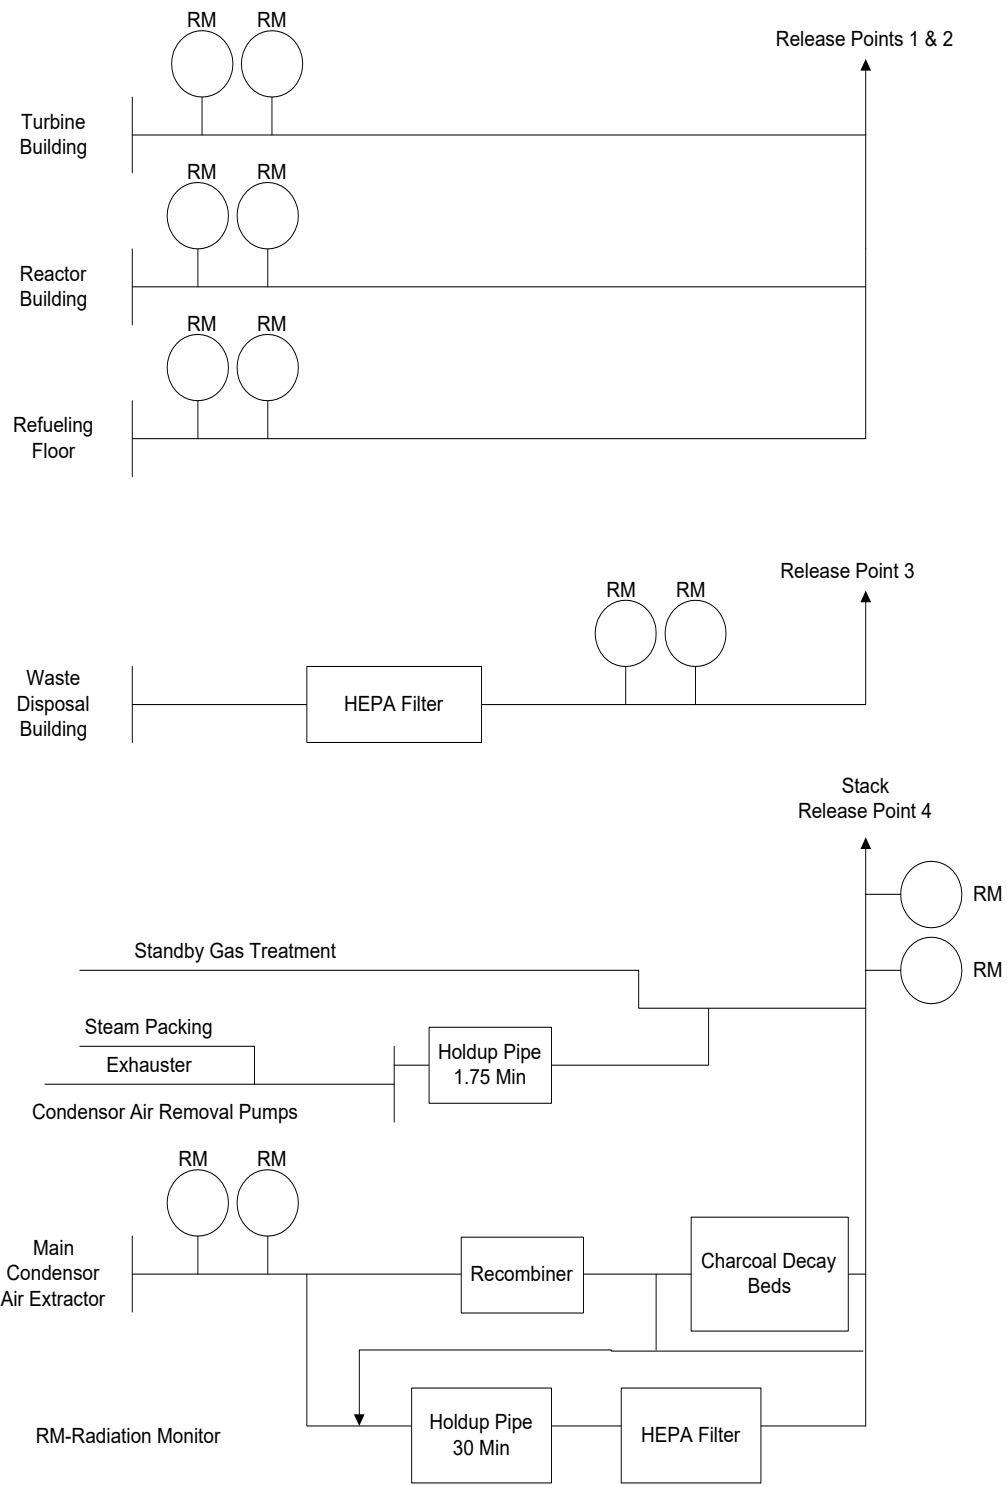 RM
RM
Release Points 1 & 2
Turbine
Building
RM
RM
Reactor
Building
RM
RM
Refueling
Floor
Release Point 3
RM
RM
Waste
Disposal
Building
HEPA Filter
Stack
Release Point 4
RM
Standby Gas Treatment
RM
Steam Packing
Exhauster
Holdup Pipe
1.75 Min
Condensor Air Removal Pumps
RM
RM
Main
Condensor
Air Extractor
Recombiner
Charcoal Decay
Beds
RM-Radiation Monitor
Holdup Pipe
30 Min
HEPA Filter